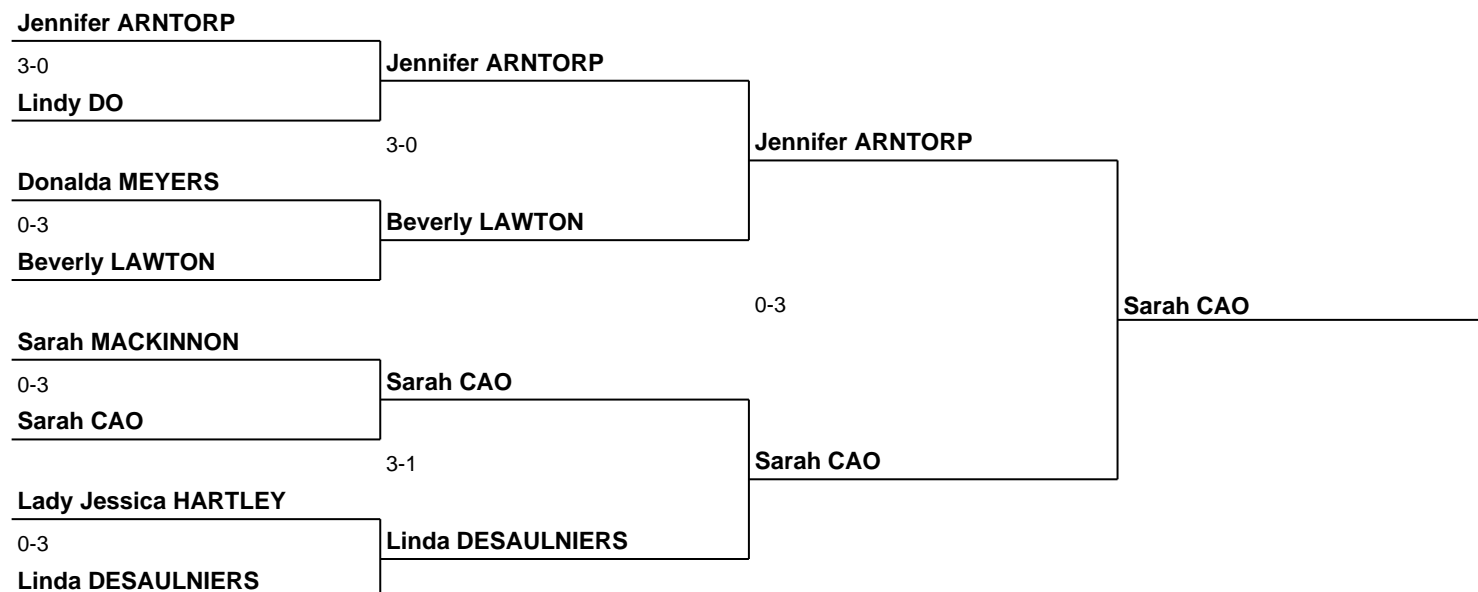 Jennifer ARNTORP
3-0
Lindy DO
Donalda MEYERS
0-3
Beverly LAWTON
Sarah MACKINNON
0-3
Sarah CAO
Lady Jessica HARTLEY
0-3
Linda DESAULNIERS
Jennifer ARNTORP
3-0
Beverly LAWTON
Sarah CAO
3-1
Linda DESAULNIERS
Jennifer ARNTORP
0-3
Sarah CAO
Sarah CAO